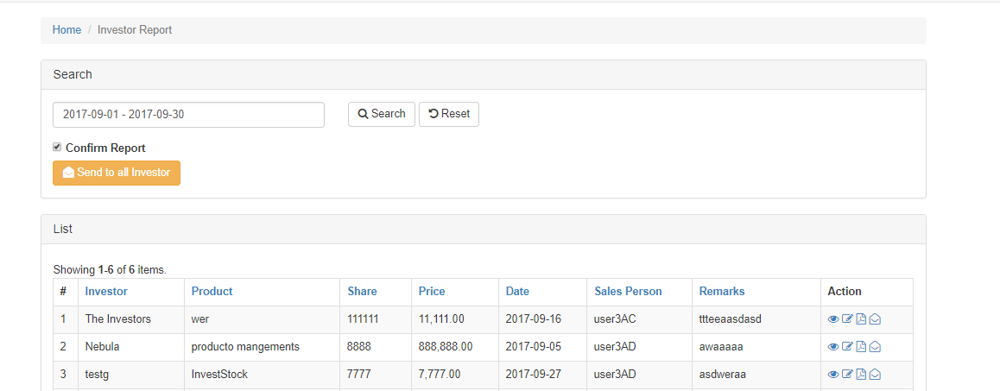 Home / Investor Report
Search
2017-09-01 - 2017-09-30 Search Reset
Confirm Report
Send to all Investor
List
Showing 1-6 of 6 items.
# Investor Product Share Price Date Sales Person Remarks Action
1 The Investors wer 111111 11,111.00 2017-09-16 user3AC ttteeaasdasd
2 Nebula producto mangements 8888 888,888.00 2017-09-05 user3AD awaaaaa
3 testg InvestStock 7777 7,777.00 2017-09-27 user3AD asdweraa